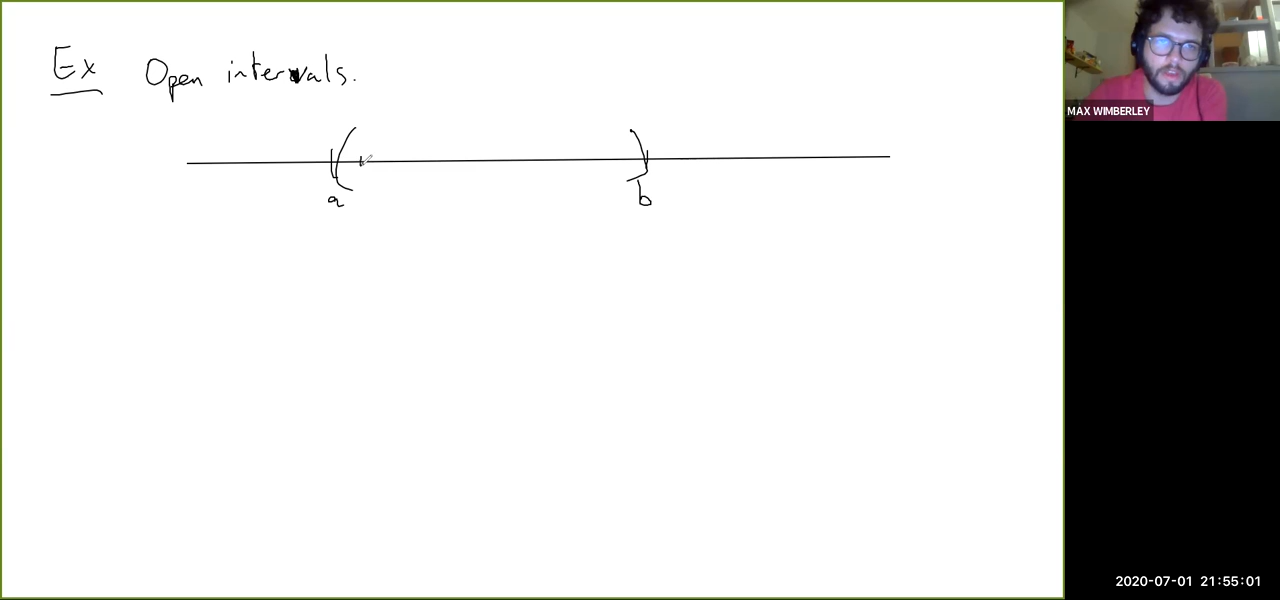 Ex Open intervals.
a b
MAX WIMBERLEY
2020-07-01 21:55:01